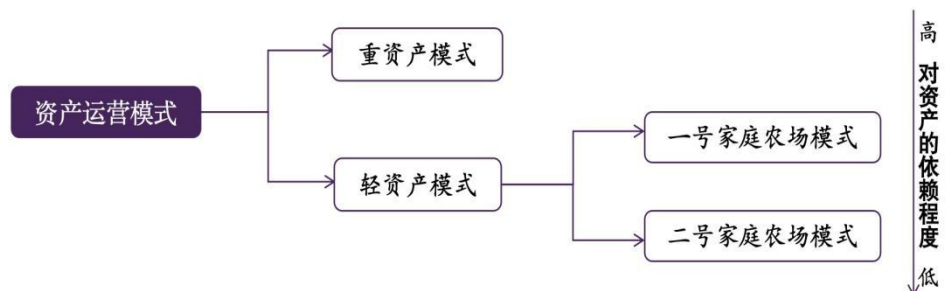 资产运营模式
重资产模式
轻资产模式
一号家庭农场模式
二号家庭农场模式
高
对资产的依赖程度
低